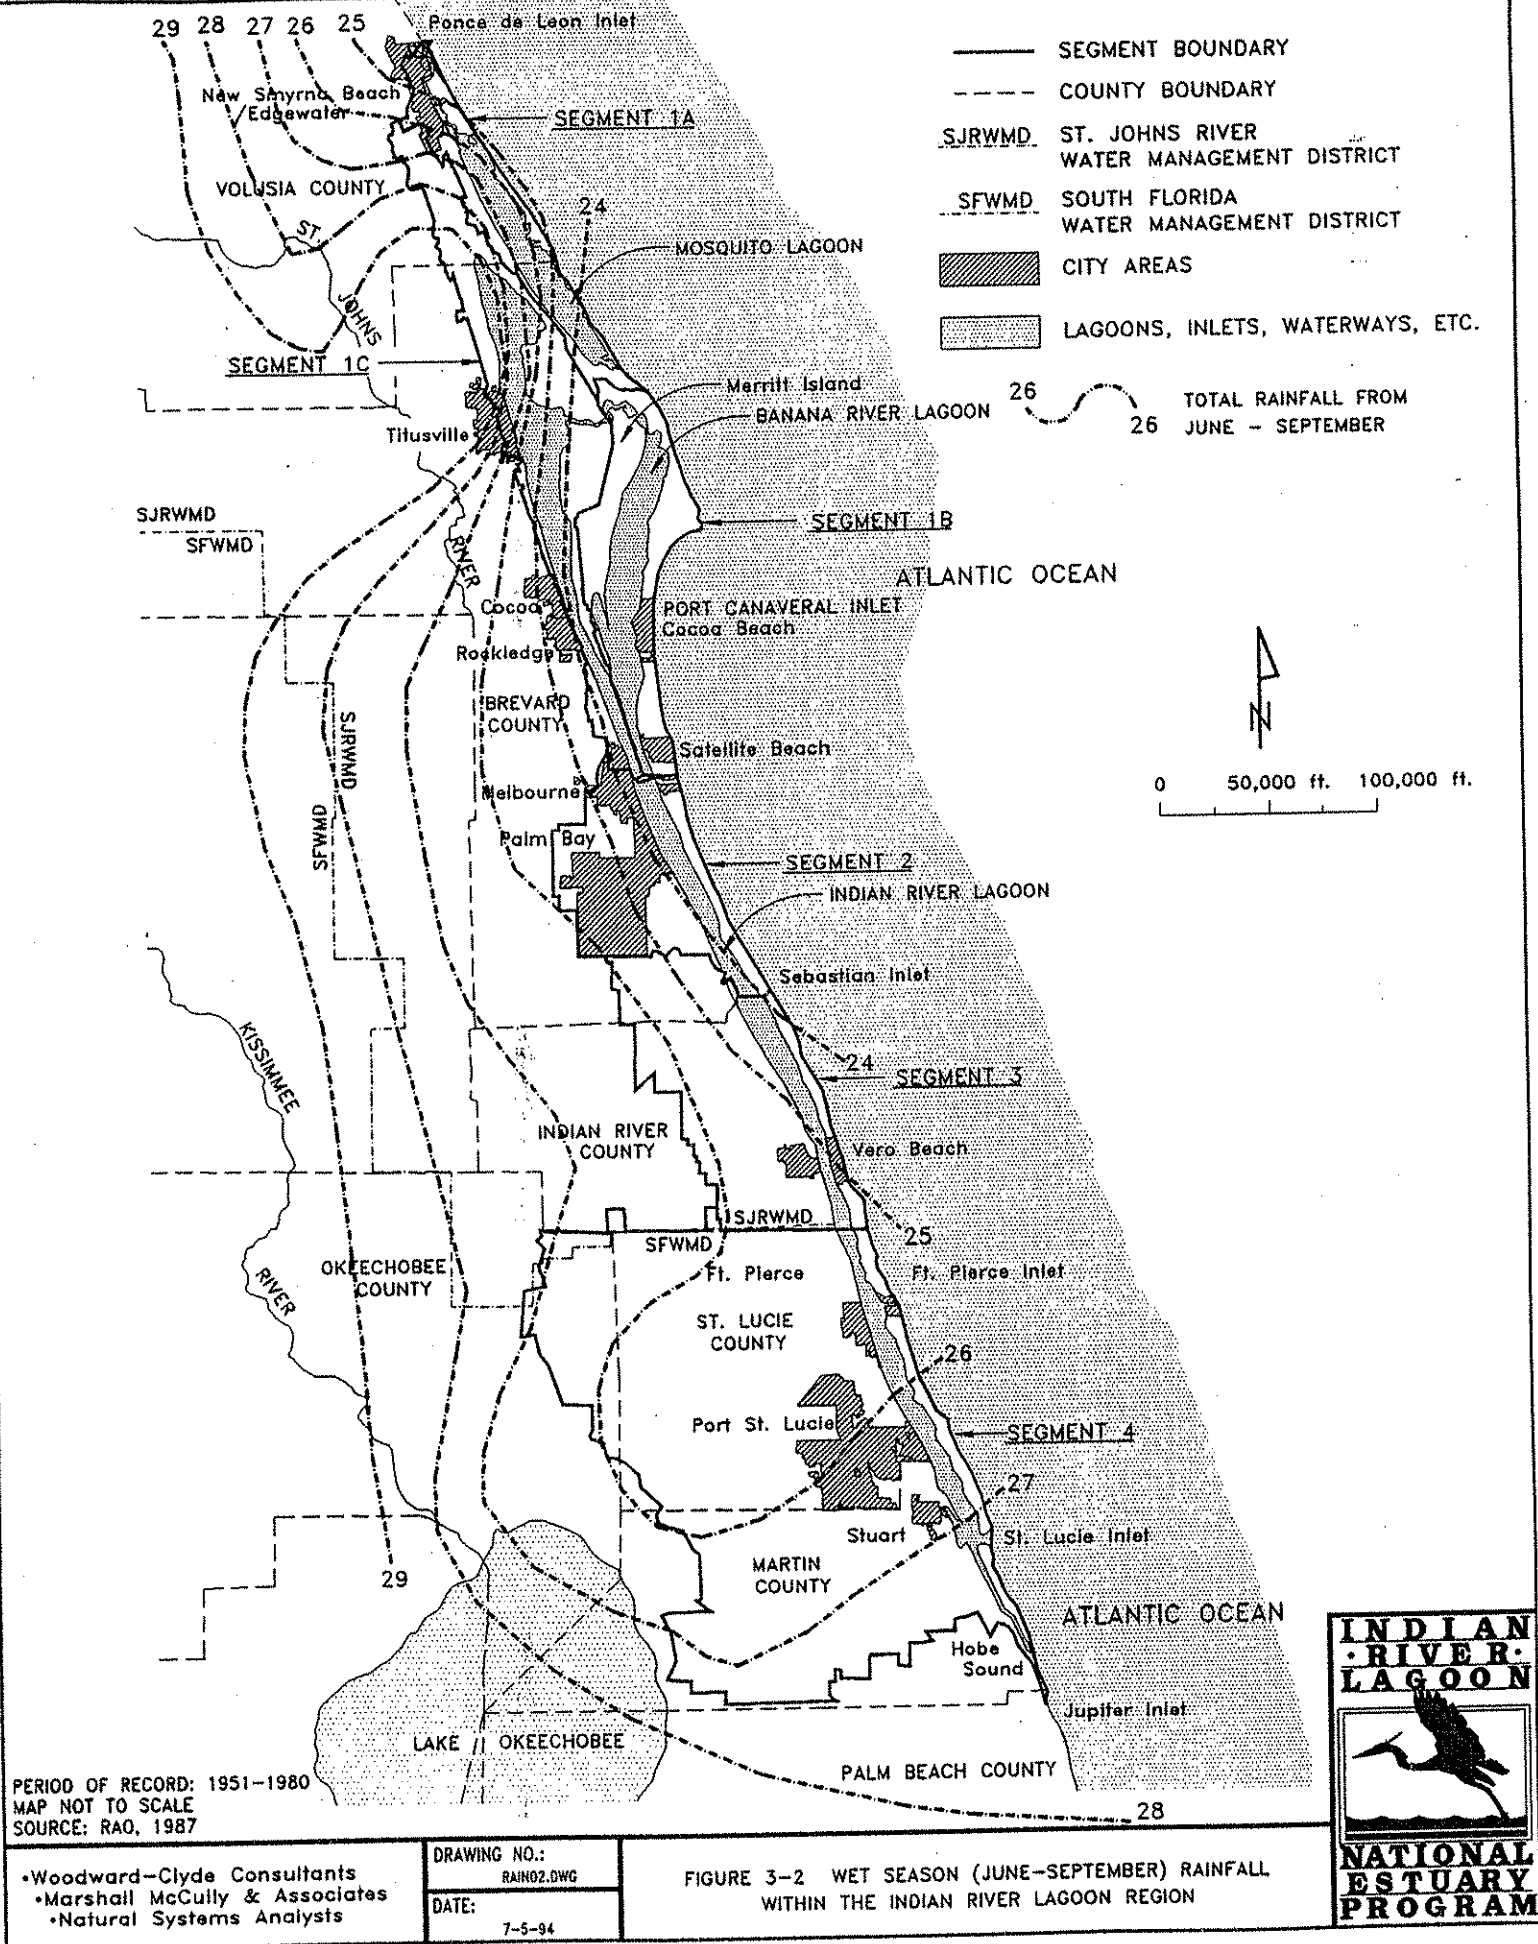 29 28 27 26 25
Ponce de Leon Inlet
New Smyrna Beach
Edgewater
SEGMENT 1A
VOLUSIA COUNTY
24
ST.
JOHNS
MOSQUITO LAGOON
SEGMENT 1C
Merritt Island
BANANA RIVER LAGOON
Titusville
SEGMENT BOUNDARY
COUNTY BOUNDARY
SJRWMD ST. JOHNS RIVER
WATER MANAGEMENT DISTRICT
SFWMD SOUTH FLORIDA
WATER MANAGEMENT DISTRICT
CITY AREAS
LAGOONS, INLETS, WATERWAYS, ETC.
26
26
TOTAL RAINFALL FROM
JUNE - SEPTEMBER
SJRWMD
SFWMD
RIVER
SEGMENT 1B
ATLANTIC OCEAN
Cocoa
PORT CANAVERAL INLET
Cocoa Beach
Rockledge
BREVARD
COUNTY
SJRWMD
SFWMD
Satellite Beach
N
0 50,000 ft. 100,000 ft.
Melbourne
Palm Bay
SEGMENT 2
INDIAN RIVER LAGOON
Sebastian Inlet
KISSIMMEE
24
SEGMENT 3
INDIAN RIVER
COUNTY
Vero Beach
SJRWMD
SFWMD
25
RIVER
OKEECHOBEE
COUNTY
Ft. Pierce
Ft. Pierce Inlet
ST. LUCIE
COUNTY
26
Port St. Lucie
SEGMENT 4
27
Stuart
St. Lucie Inlet
29
MARTIN
COUNTY
ATLANTIC OCEAN
Hobe
Sound
Jupiter Inlet
LAKE OKEECHOBEE
PALM BEACH COUNTY
28
PERIOD OF RECORD: 1951-1980
MAP NOT TO SCALE
SOURCE: RAO, 1987
•Woodward-Clyde Consultants
•Marshall McCully & Associates
•Natural Systems Analysts
DRAWING NO.:
RAIN02.DWG
DATE:
7-5-94
FIGURE 3-2 WET SEASON (JUNE-SEPTEMBER) RAINFALL
WITHIN THE INDIAN RIVER LAGOON REGION
INDIAN
·RIVER·
LAGOON
NATIONAL
ESTUARY
PROGRAM